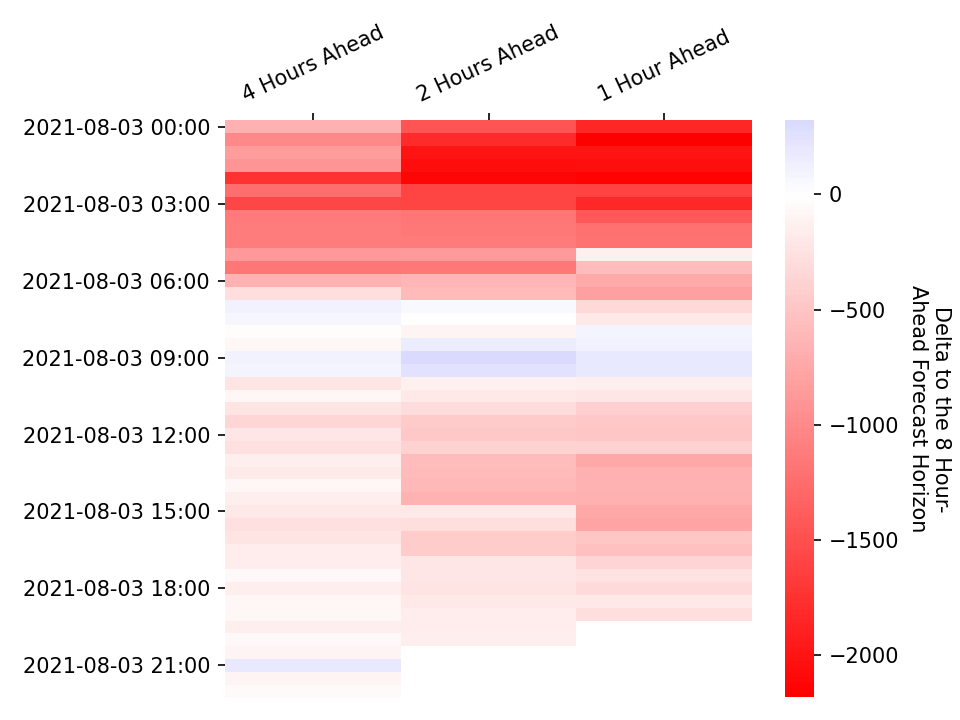 4 Hours Ahead
2 Hours Ahead
1 Hour Ahead
2021-08-03 00:00
2021-08-03 03:00
2021-08-03 06:00
2021-08-03 09:00
2021-08-03 12:00
2021-08-03 15:00
2021-08-03 18:00
2021-08-03 21:00
0
−500
−1000
−1500
−2000
Delta to the 8 Hour-
Ahead Forecast Horizon